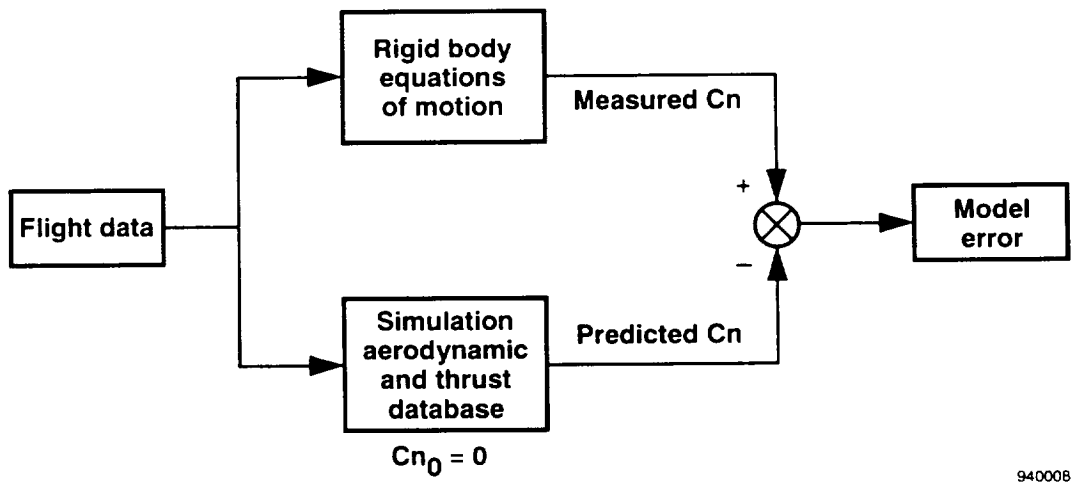 Rigid body
equations
of motion
Measured Cn
+
Flight data
Model
error
−
Simulation
aerodynamic
and thrust
database
Predicted Cn
Cn0 = 0
940008